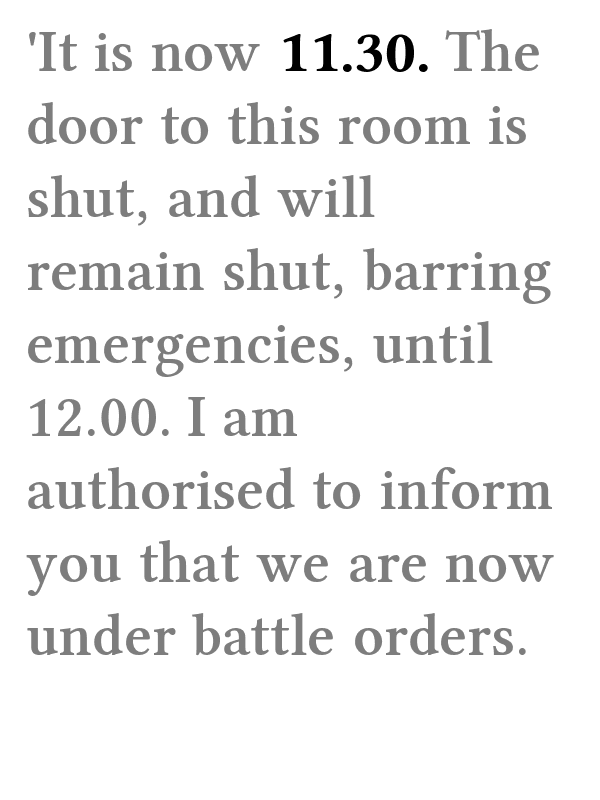 'It is now 11.30. The
door to this room is
shut, and will
remain shut, barring
emergencies, until
12.00. I am
authorised to inform
you that we are now
under battle orders.